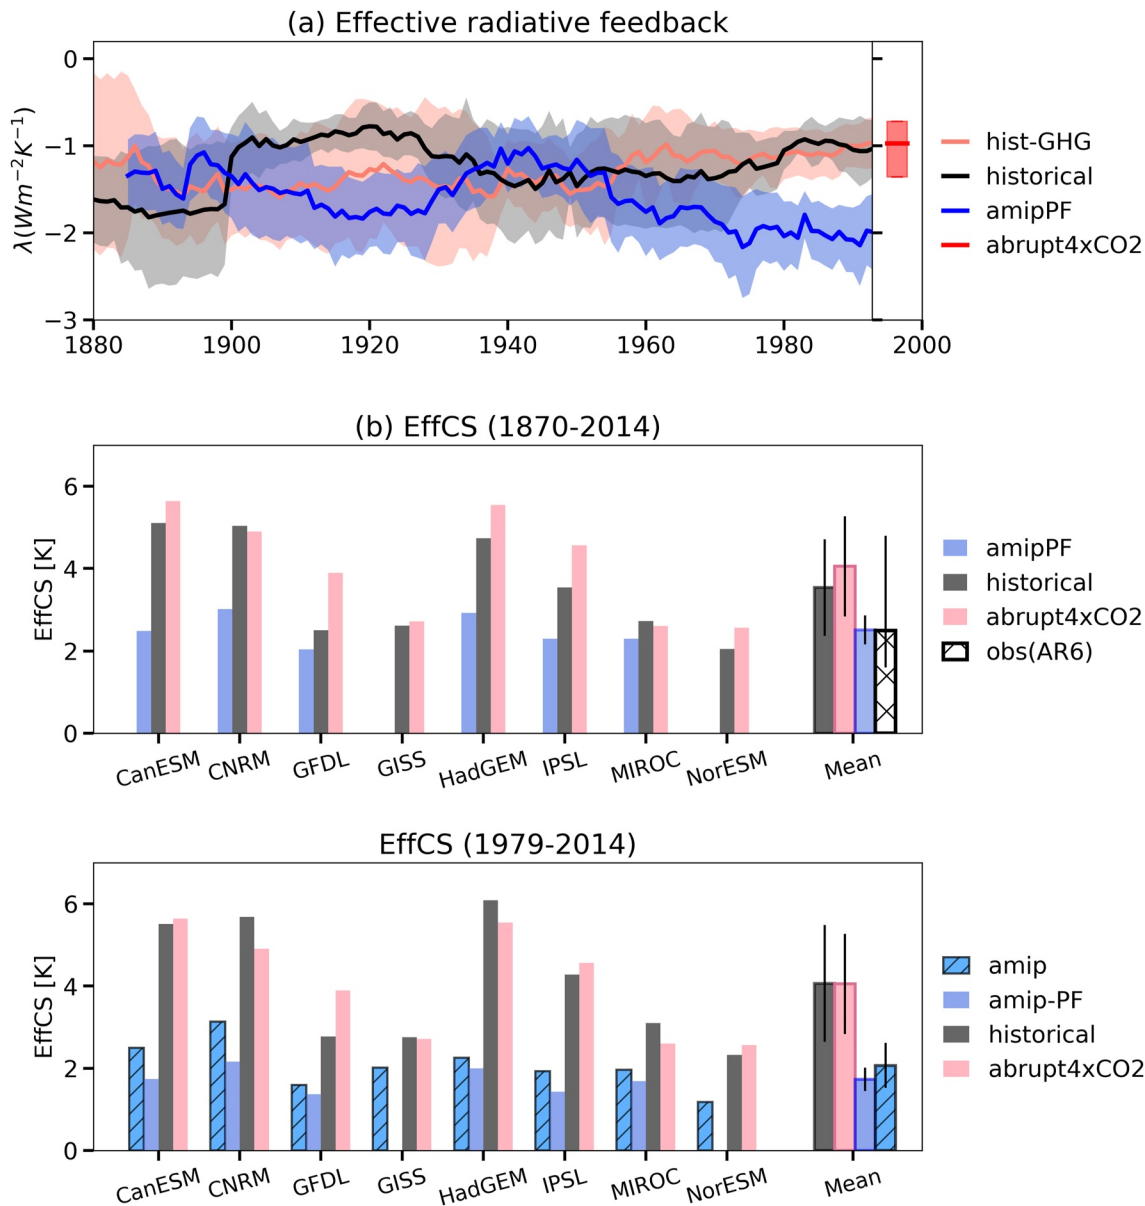 (a) Effective radiative feedback
λ(Wm⁻²K⁻¹)
0
−1
−2
−3
1880 1900 1920 1940 1960 1980 2000
hist-GHG
historical
amipPF
abrupt4xCO2
(b) EffCS (1870-2014)
EffCS [K]
6
4
2
0
CanESM CNRM GFDL GISS HadGEM IPSL MIROC NorESM Mean
amipPF
historical
abrupt4xCO2
obs(AR6)
EffCS (1979-2014)
EffCS [K]
6
4
2
0
CanESM CNRM GFDL GISS HadGEM IPSL MIROC NorESM Mean
amip
amip-PF
historical
abrupt4xCO2